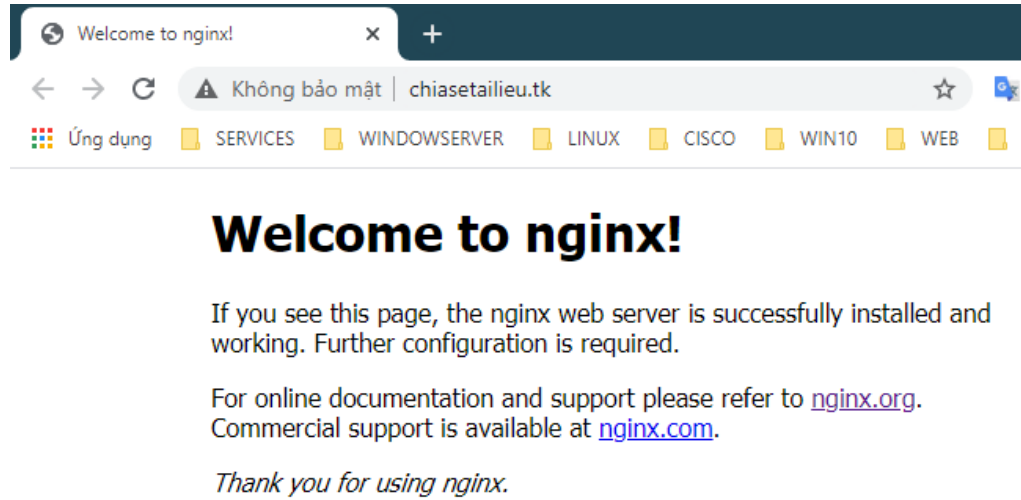 Welcome to nginx!
Không bảo mật | chiasetailieu.tk
Ứng dụng SERVICES WINDOWSERVER LINUX CISCO WIN10 WEB
Welcome to nginx!
If you see this page, the nginx web server is successfully installed and
working. Further configuration is required.
For online documentation and support please refer to nginx.org.
Commercial support is available at nginx.com.
Thank you for using nginx.